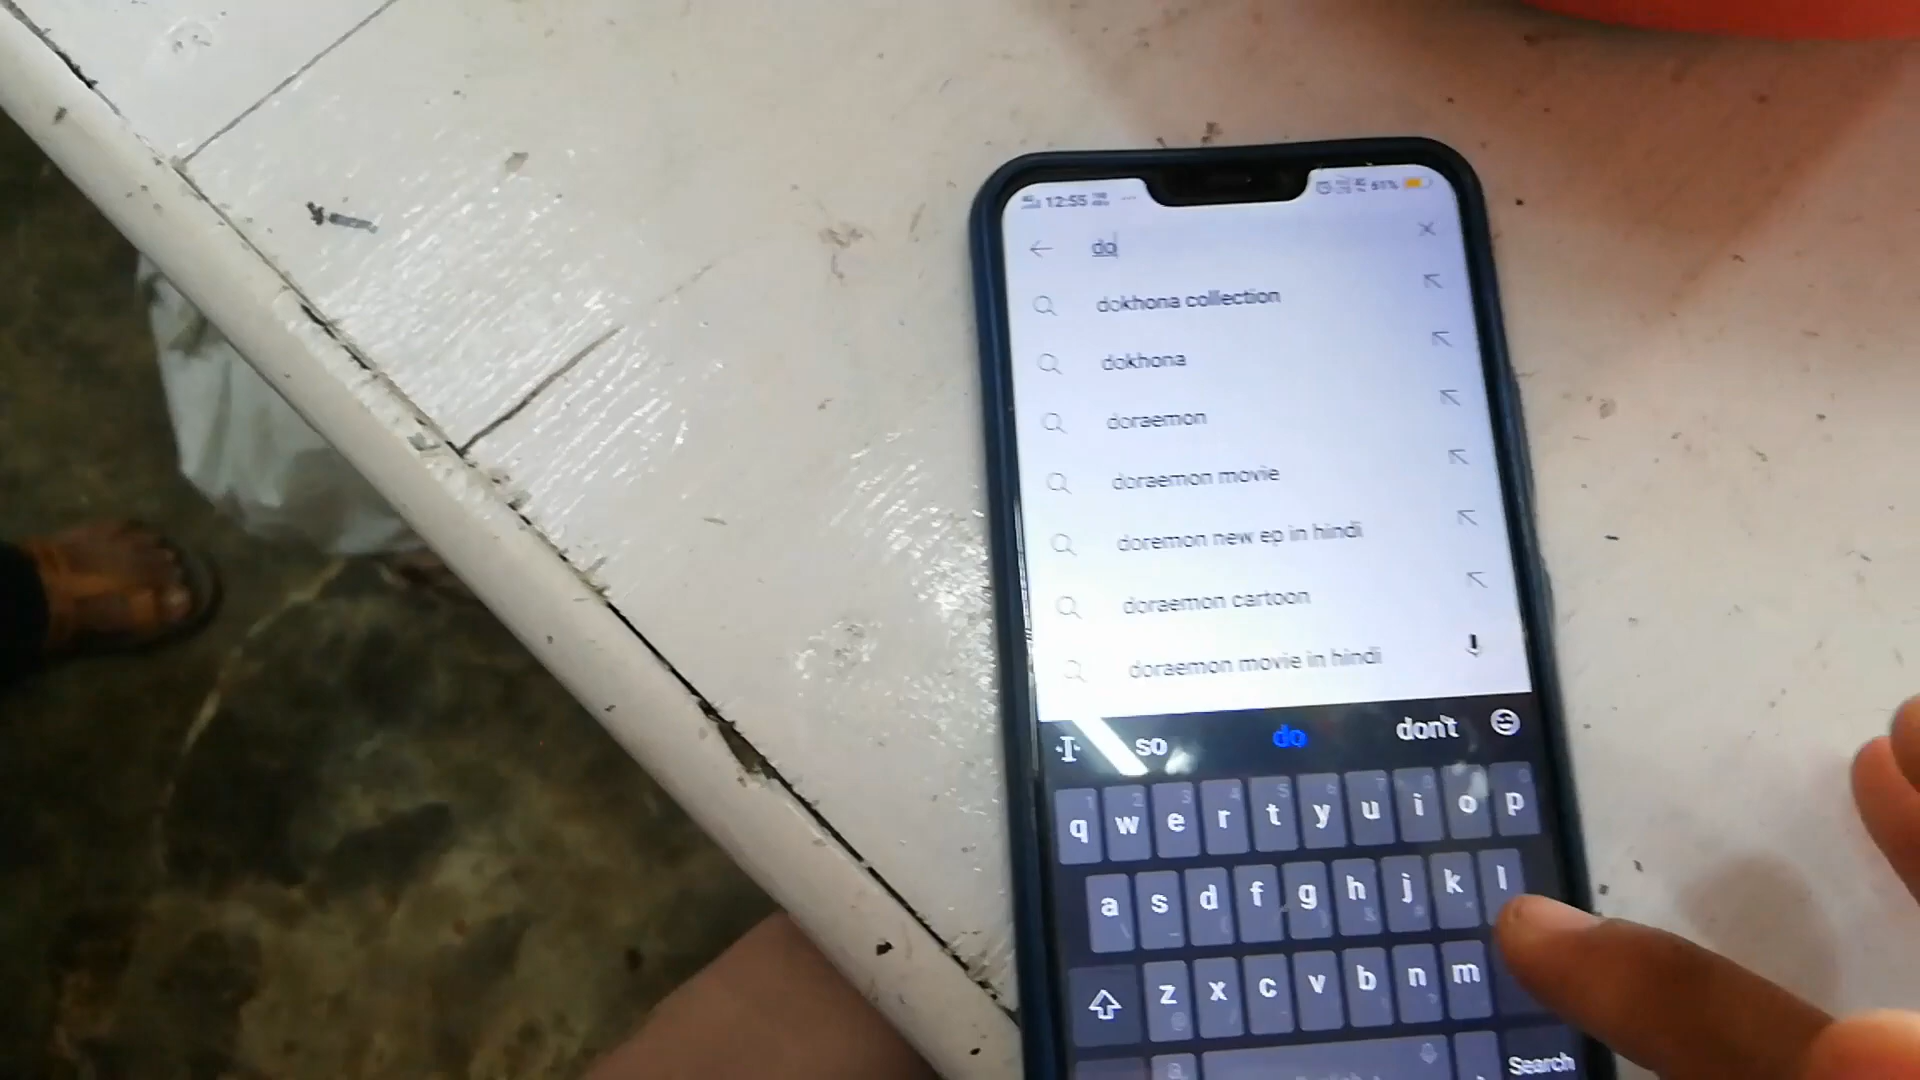 12:55 61%
do
dokhona collection
dokhona
doraemon
doraemon movie
doremon new ep in hindi
doraemon cartoon
doraemon movie in hindi
so do don't
q w e r t y u i o p
a s d f g h j k l
z x c v b n m
Search